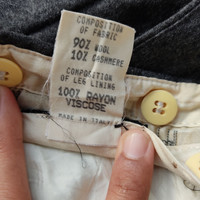 COMPOSITION
OF FABRIC
90% WOOL
10% CASHMERE
COMPOSITION
OF LEG LINING
100% RAYON
VISCOSE
MADE IN ITALY